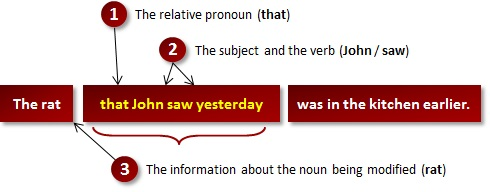 1 The relative pronoun (that)
2 The subject and the verb (John / saw)
The rat that John saw yesterday was in the kitchen earlier.
3 The information about the noun being modified (rat)